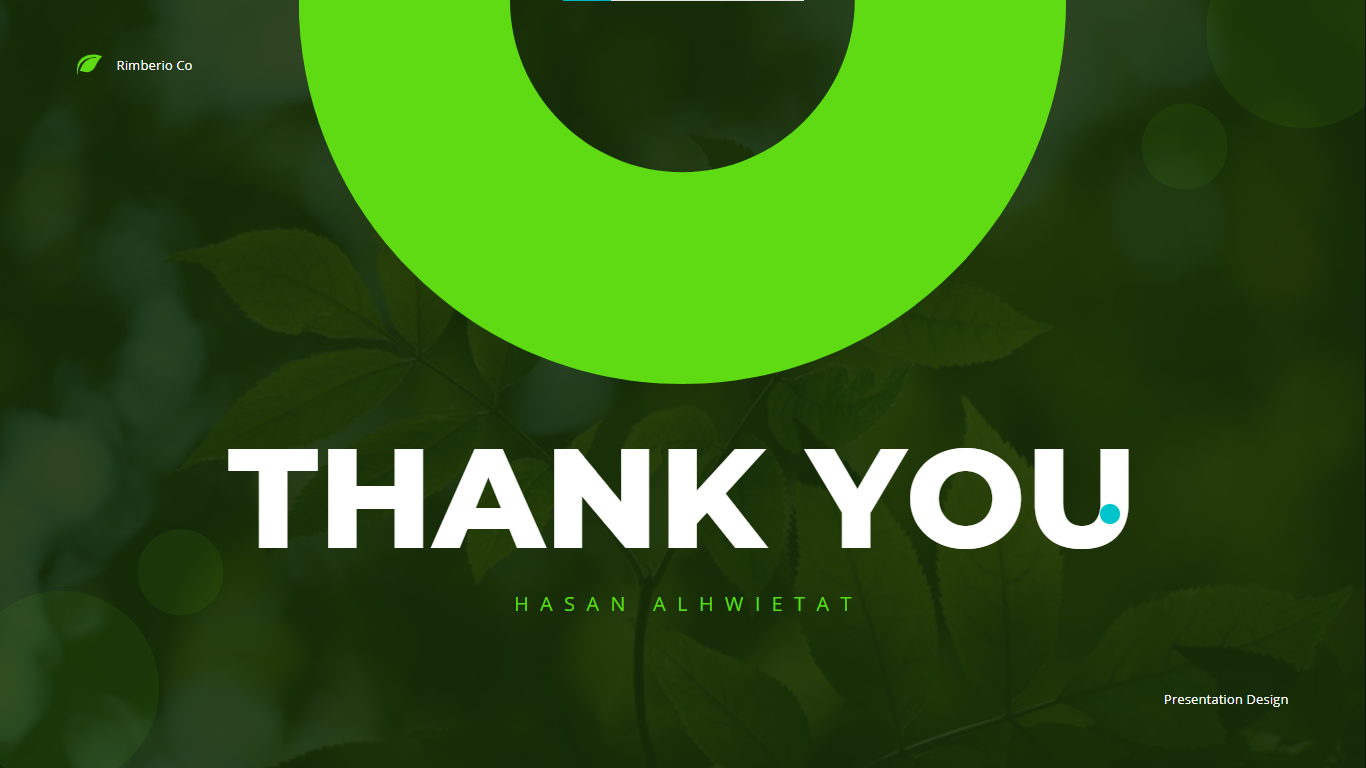 Rimberio Co
THANK YOU
HASAN ALHWIETAT
Presentation Design